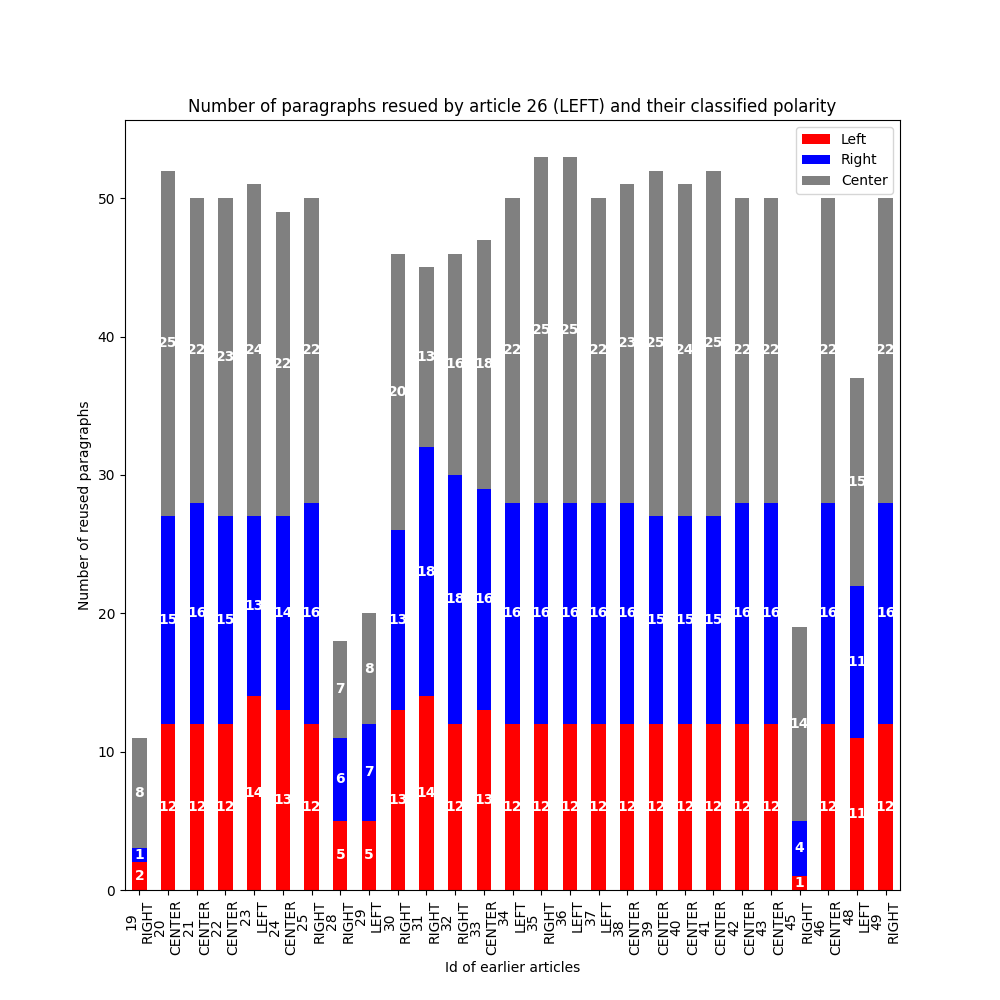 Number of paragraphs resued by article 26 (LEFT) and their classified polarity
Left
Right
Center
Number of reused paragraphs
50
40
30
20
10
0
8 25 22 23 24 22 22 7 8 20 13 16 18 22 25 25 22 23 25 24 25 22 22 14 22 15 22
1 15 16 15 13 14 16 6 7 13 18 18 16 16 16 16 16 16 15 15 15 16 16 4 16 11 16
2 12 12 12 14 13 12 5 5 13 14 12 13 12 12 12 12 12 12 12 12 12 12 1 12 11 12
19
RIGHT
20
CENTER
21
CENTER
22
CENTER
23
LEFT
24
CENTER
25
RIGHT
28
RIGHT
29
LEFT
30
RIGHT
31
RIGHT
32
RIGHT
33
CENTER
34
LEFT
35
RIGHT
36
LEFT
37
LEFT
38
CENTER
39
CENTER
40
CENTER
41
CENTER
42
CENTER
43
CENTER
45
RIGHT
46
CENTER
48
LEFT
49
RIGHT
Id of earlier articles